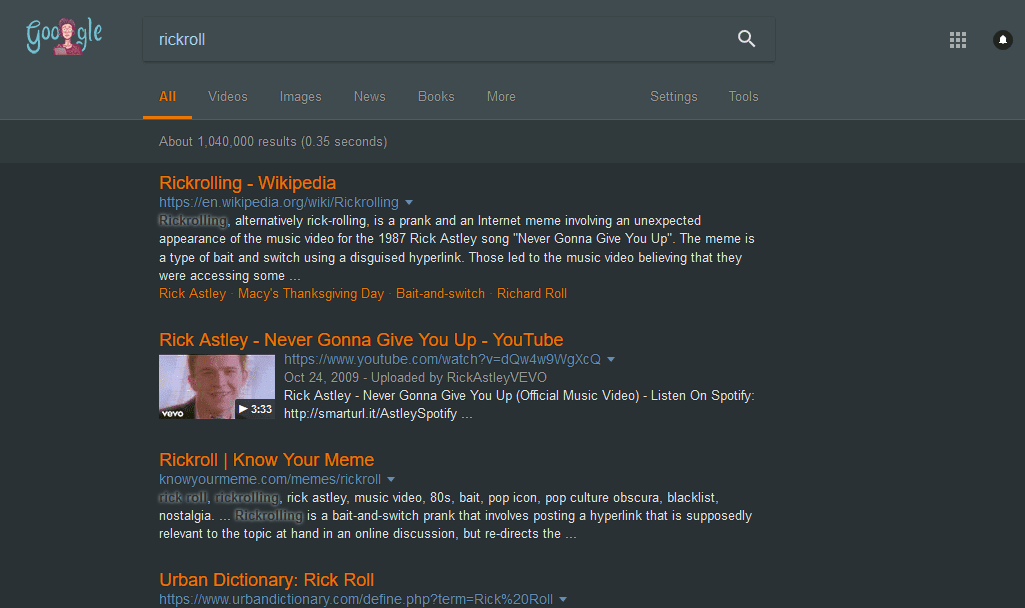 Google
rickroll
All Videos Images News Books More Settings Tools
About 1,040,000 results (0.35 seconds)
Rickrolling - Wikipedia
https://en.wikipedia.org/wiki/Rickrolling
Rickrolling, alternatively rick-rolling, is a prank and an Internet meme involving an unexpected
appearance of the music video for the 1987 Rick Astley song "Never Gonna Give You Up". The meme is
a type of bait and switch using a disguised hyperlink. Those led to the music video believing that they
were accessing some ...
Rick Astley · Macy's Thanksgiving Day · Bait-and-switch · Richard Roll
Rick Astley - Never Gonna Give You Up - YouTube
https://www.youtube.com/watch?v=dQw4w9WgXcQ
Oct 24, 2009 - Uploaded by RickAstleyVEVO
Rick Astley - Never Gonna Give You Up (Official Music Video) - Listen On Spotify:
http://smarturl.it/AstleySpotify ...
vevo 3:33
Rickroll | Know Your Meme
knowyourmeme.com/memes/rickroll
rick roll, rickrolling, rick astley, music video, 80s, bait, pop icon, pop culture obscura, blacklist,
nostalgia. ... Rickrolling is a bait-and-switch prank that involves posting a hyperlink that is supposedly
relevant to the topic at hand in an online discussion, but re-directs the ...
Urban Dictionary: Rick Roll
https://www.urbandictionary.com/define.php?term=Rick%20Roll